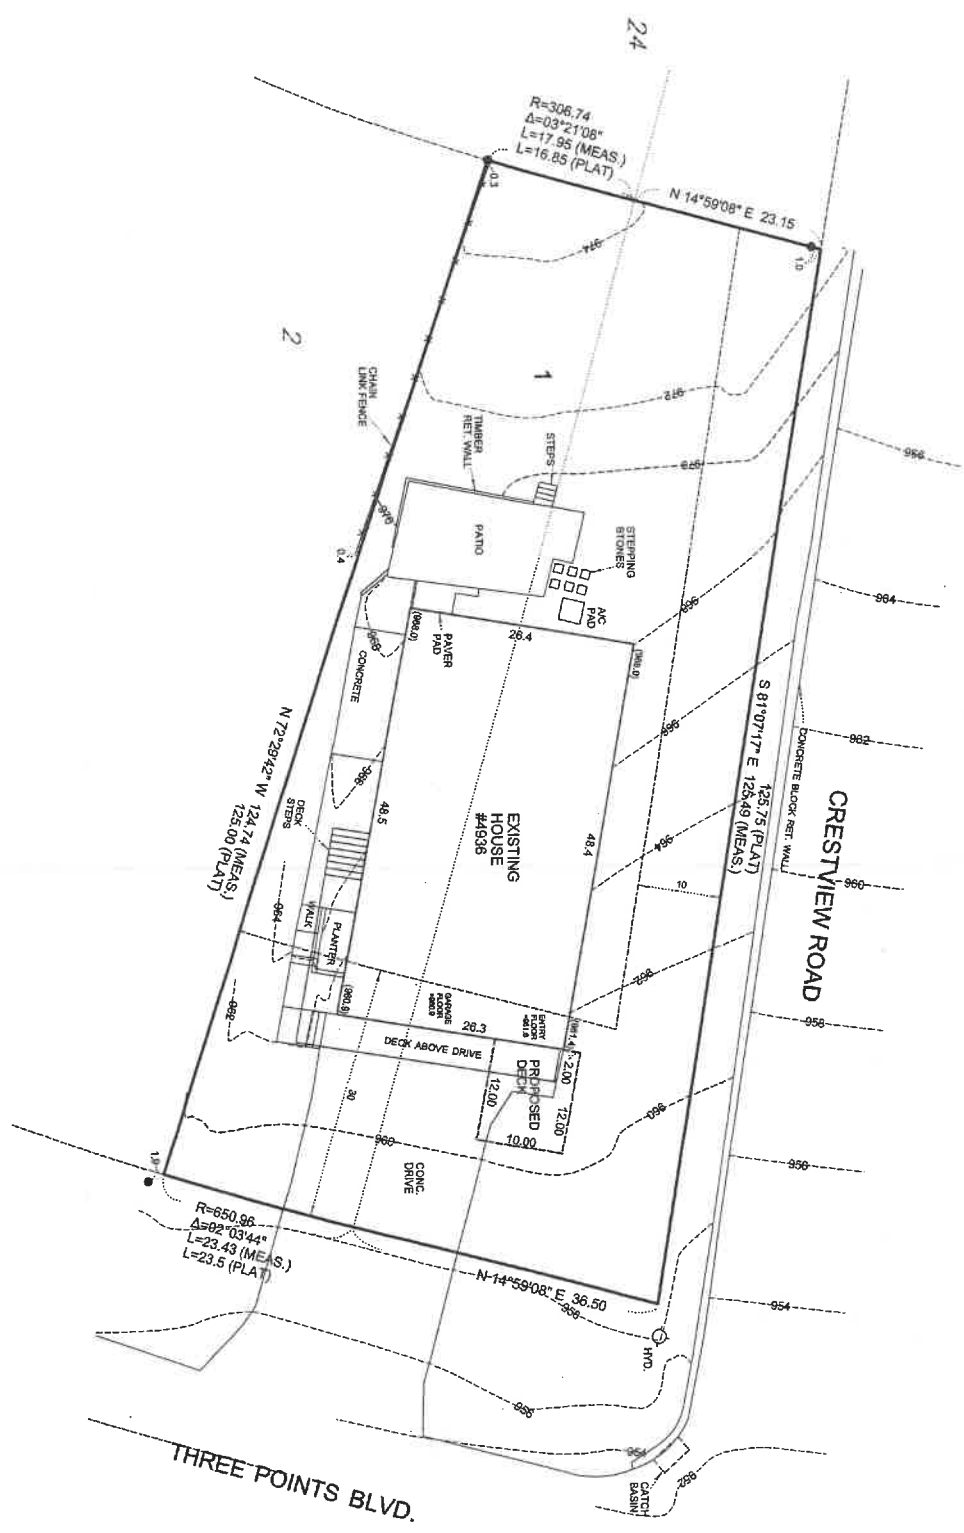 24
R=306.74
Δ=03°21'08"
L=17.95 (MEAS.)
L=16.85 (PLAT)
N 14°59'08" E 23.15
0.3
1.0
974
2
1
CHAIN
LINK FENCE
972
TIMBER
RET. WALL
STEPS
970
956
970
0.4
PATIO
STEPPING
STONES
A/C
PAD
968
964
(968.0)
PAVER
PAD
26.4
(968.0)
968
CONCRETE
966
S 81°07'17" E
125.75 (PLAT)
125.49 (MEAS.)
CONCRETE BLOCK RET. WALL
962
CRESTVIEW ROAD
N 72°29'42" W
124.74 (MEAS.)
125.00 (PLAT)
966
48.5
DECK
STEPS
EXISTING
HOUSE
#4936
48.4
964
10
960
964
WALK
PLANTER
962
962
(960.9)
GARAGE
FLOOR
=960.9
26.3
ENTRY
FLOOR
=961.6
(961.4)
958
DECK ABOVE DRIVE
2.00
PROPOSED
DECK
12.00
12.00
10.00
960
956
30
960
CONC.
DRIVE
1.9
R=650.96
Δ=02°03'44"
L=23.43 (MEAS.)
L=23.5 (PLAT)
N 14°59'08" E 36.50
958
954
HYD.
956
954
952
CATCH
BASIN
THREE POINTS BLVD.